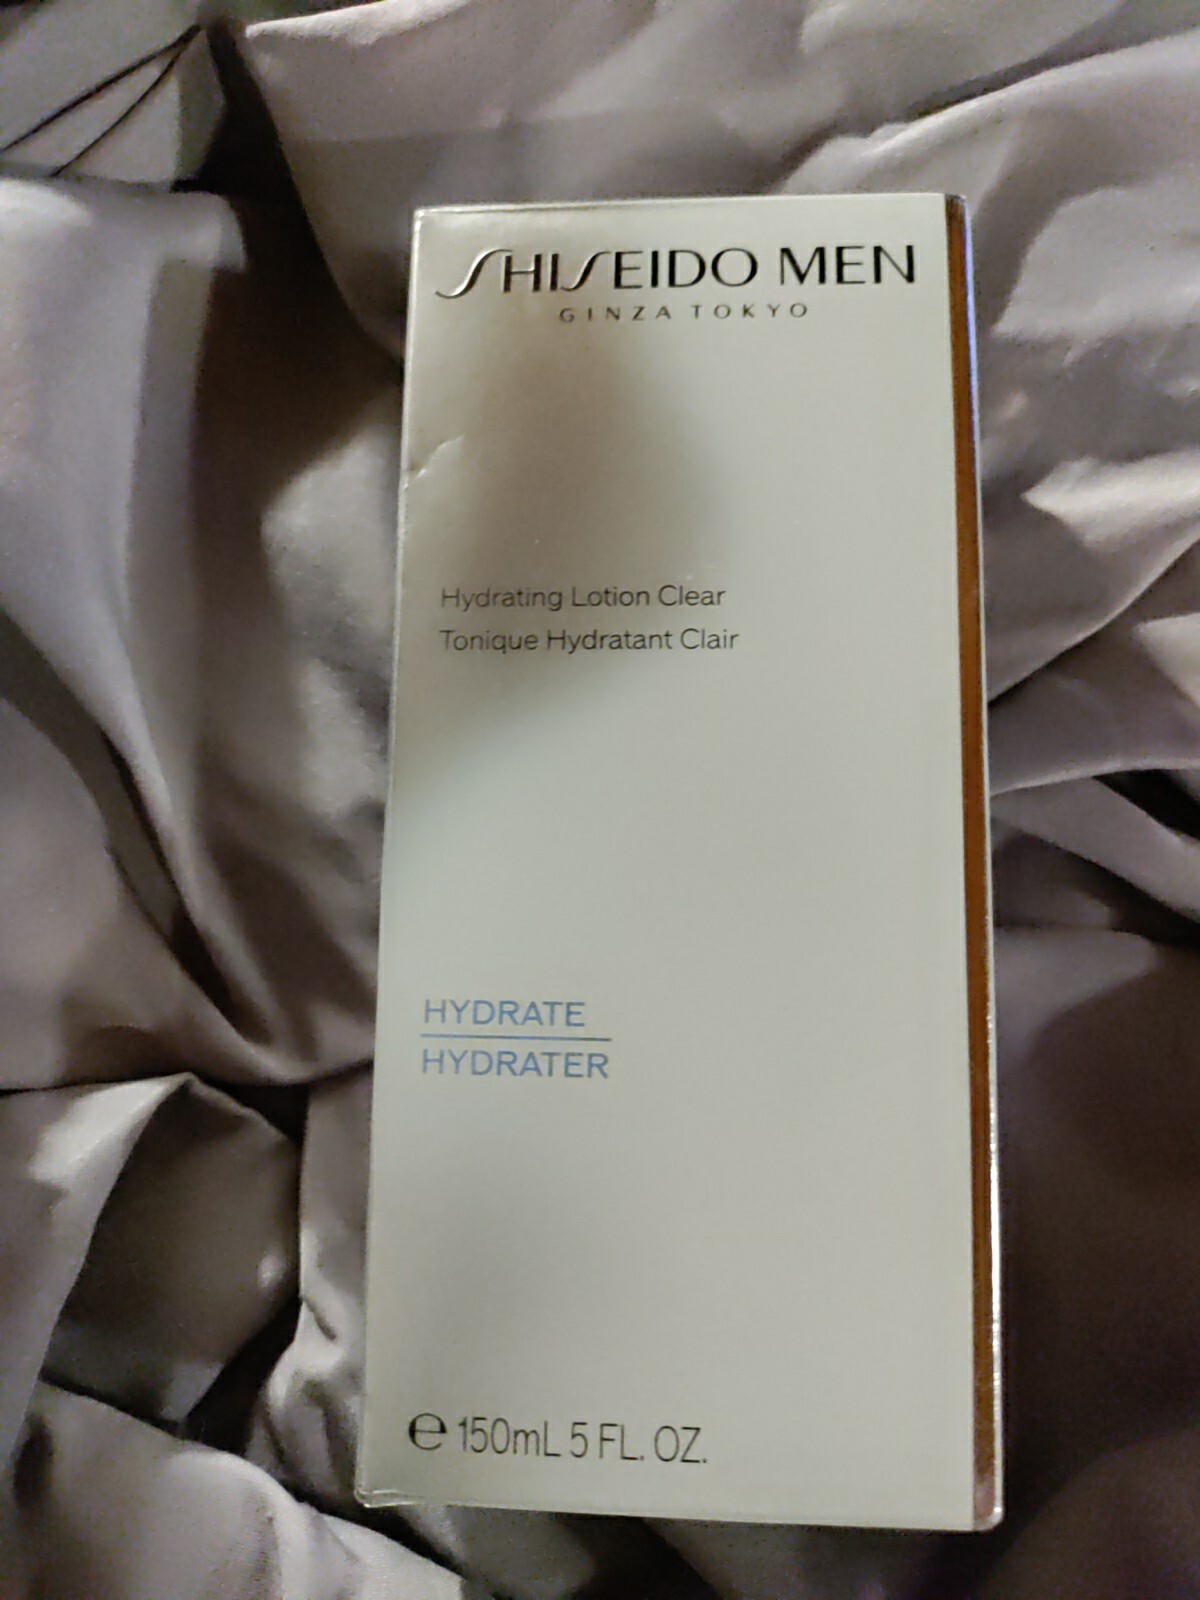 SHISEIDO MEN
GINZA TOKYO
Hydrating Lotion Clear
Tonique Hydratant Clair
HYDRATE
HYDRATER
℮ 150mL 5 FL. OZ.